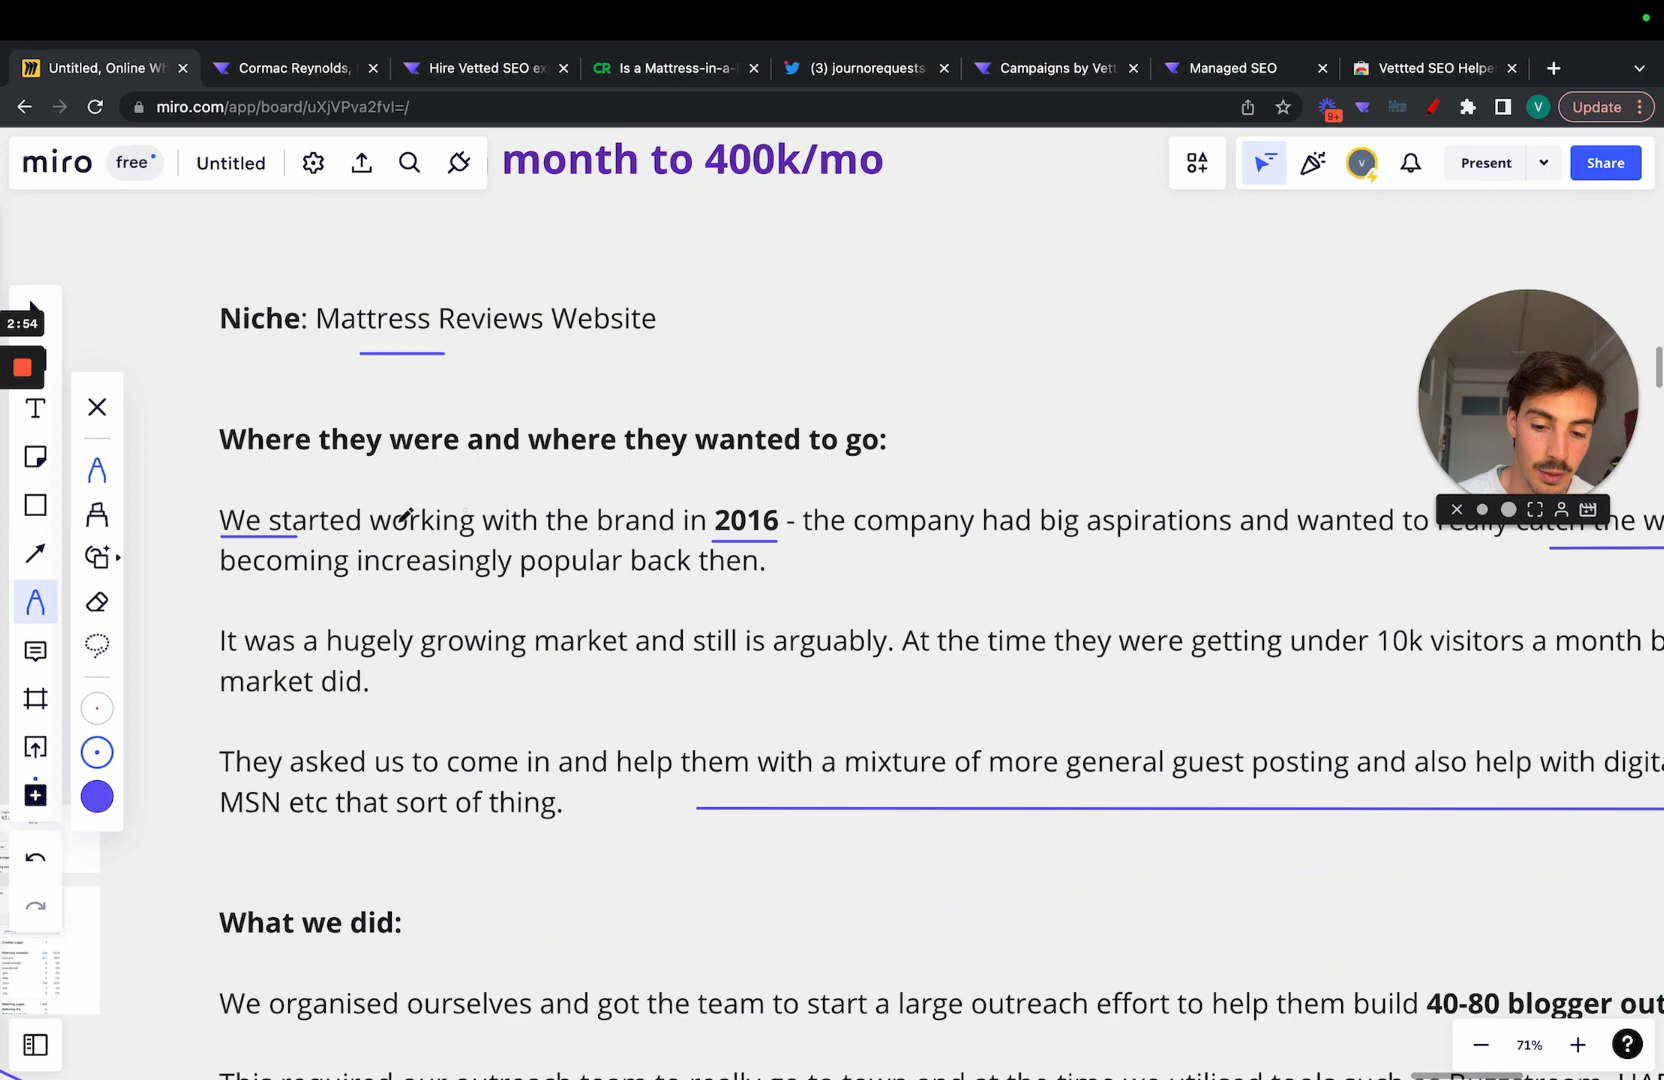 Untitled, Online Wh
Cormac Reynolds,
Hire Vetted SEO ex
CR Is a Mattress-in-a-
(3) journorequests
Campaigns by Vett
Managed SEO
Vettted SEO Helpe
miro.com/app/board/uXjVPva2fvI=/
9+
V
Update
miro
free
Untitled
month to 400k/mo
V
Present
Share
2:54
Niche: Mattress Reviews Website
Where they were and where they wanted to go:
We started working with the brand in 2016 - the company had big aspirations and wanted to really catch the w
becoming increasingly popular back then.
It was a hugely growing market and still is arguably. At the time they were getting under 10k visitors a month b
market did.
They asked us to come in and help them with a mixture of more general guest posting and also help with digita
MSN etc that sort of thing.
What we did:
We organised ourselves and got the team to start a large outreach effort to help them build 40-80 blogger out
71%